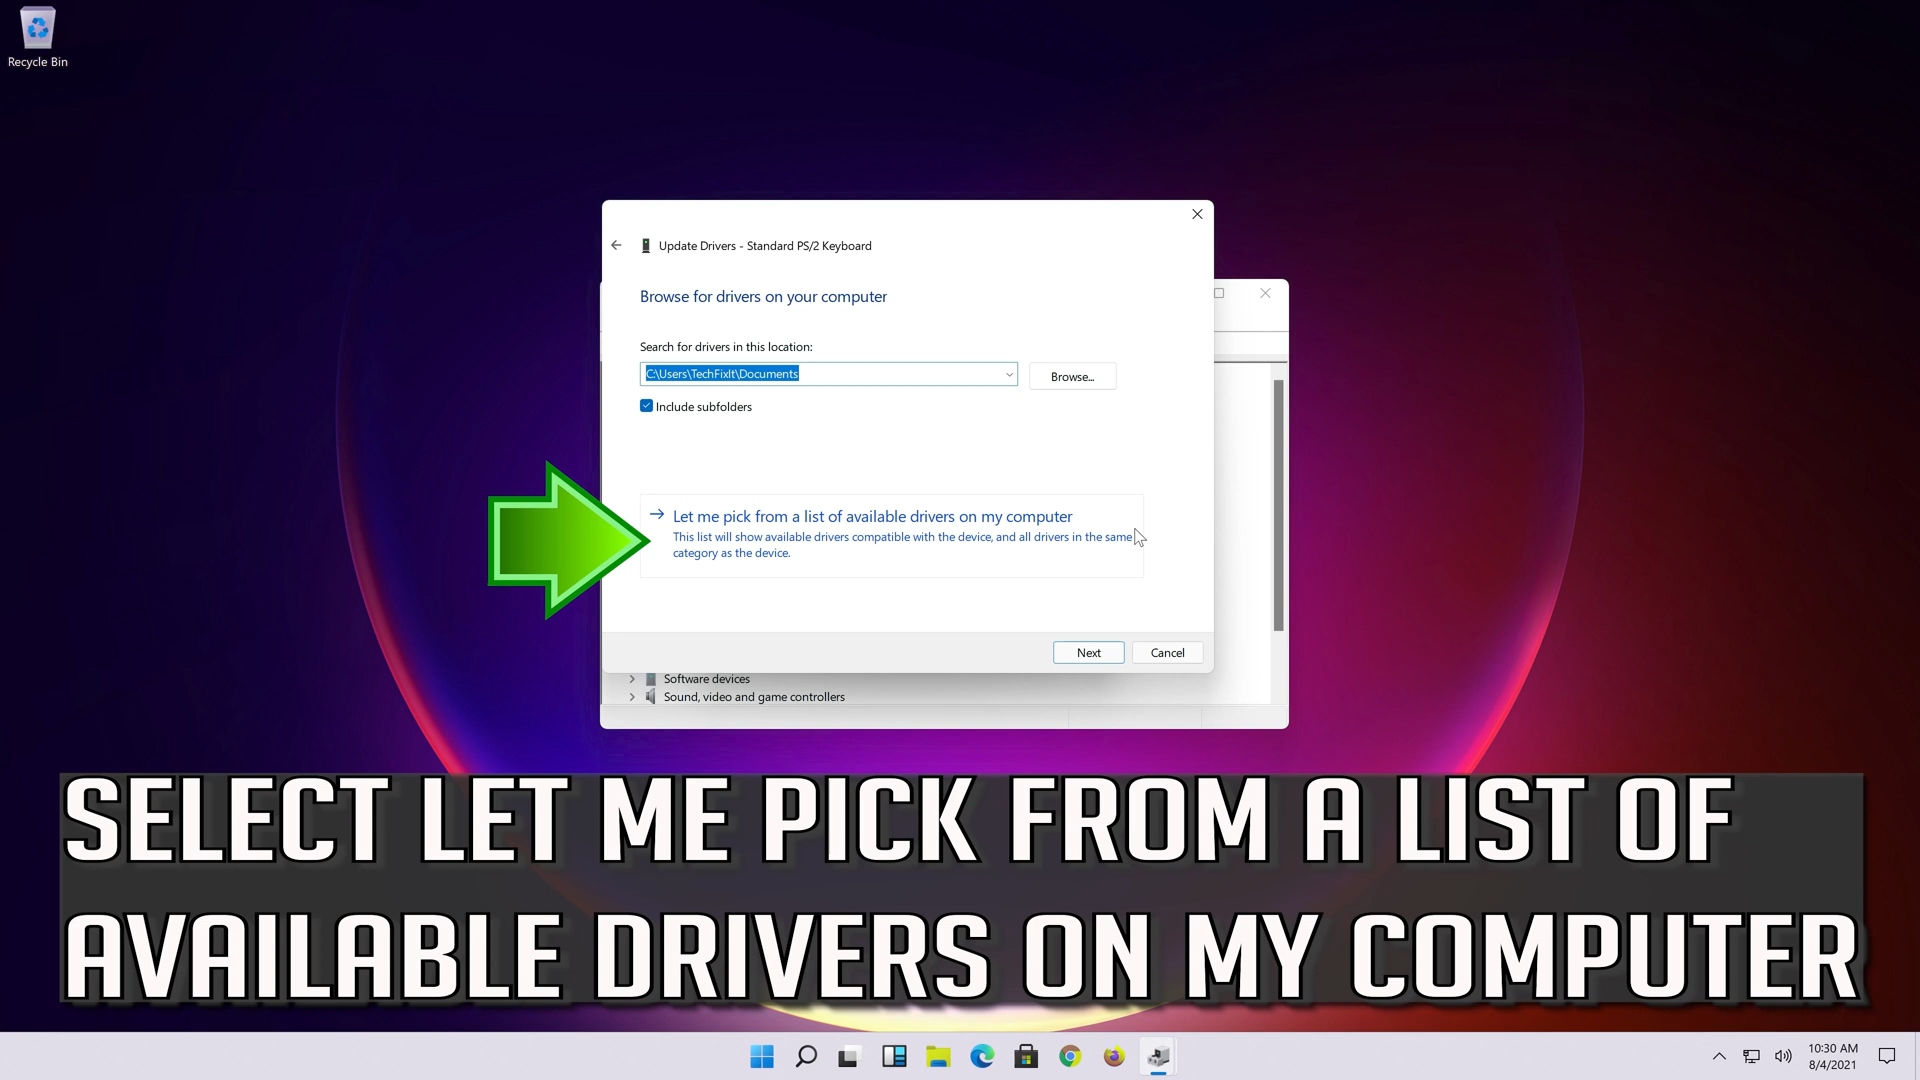 Recycle Bin
Update Drivers - Standard PS/2 Keyboard
Browse for drivers on your computer
Search for drivers in this location:
C:\Users\TechFixIt\Documents
Browse...
Include subfolders
Let me pick from a list of available drivers on my computer
This list will show available drivers compatible with the device, and all drivers in the same
category as the device.
Next
Cancel
Software devices
Sound, video and game controllers
SELECT LET ME PICK FROM A LIST OF
AVAILABLE DRIVERS ON MY COMPUTER
10:30 AM
8/4/2021